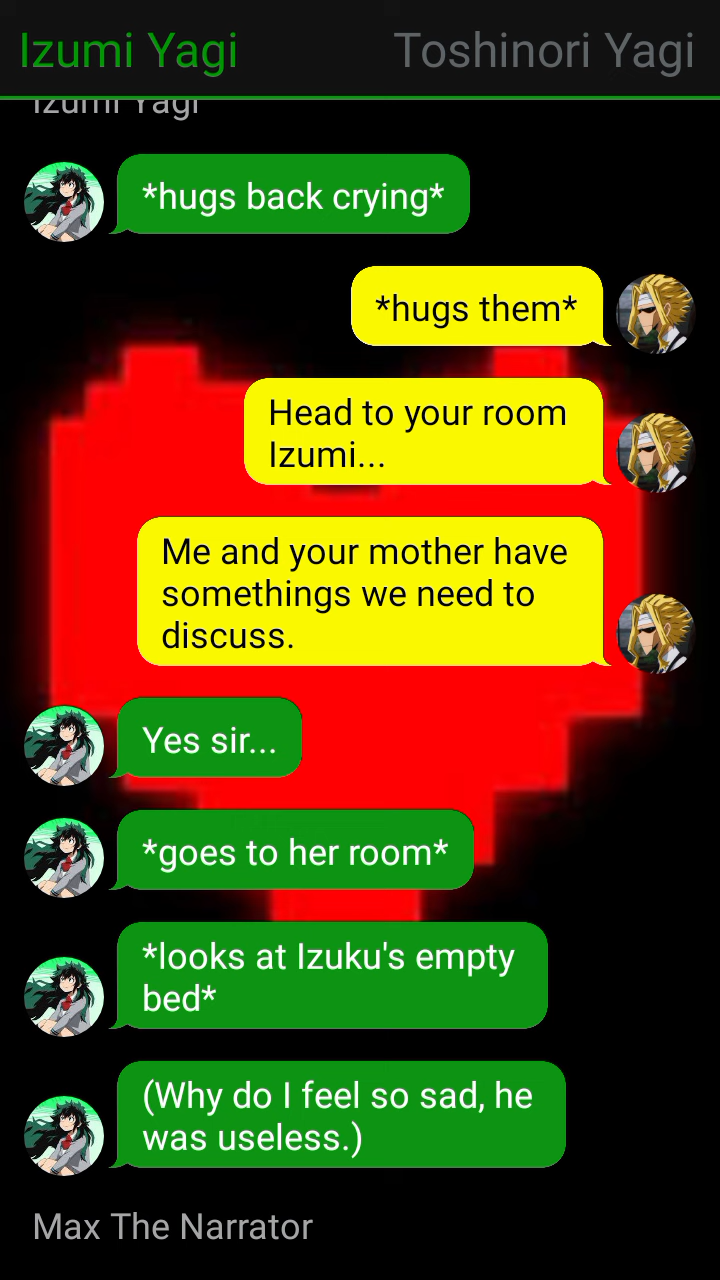 Izumi Yagi
Toshinori Yagi
Izumi Yagi
*hugs back crying*
*hugs them*
Head to your room
Izumi...
Me and your mother have
somethings we need to
discuss.
Yes sir...
*goes to her room*
*looks at Izuku's empty
bed*
(Why do I feel so sad, he
was useless.)
Max The Narrator